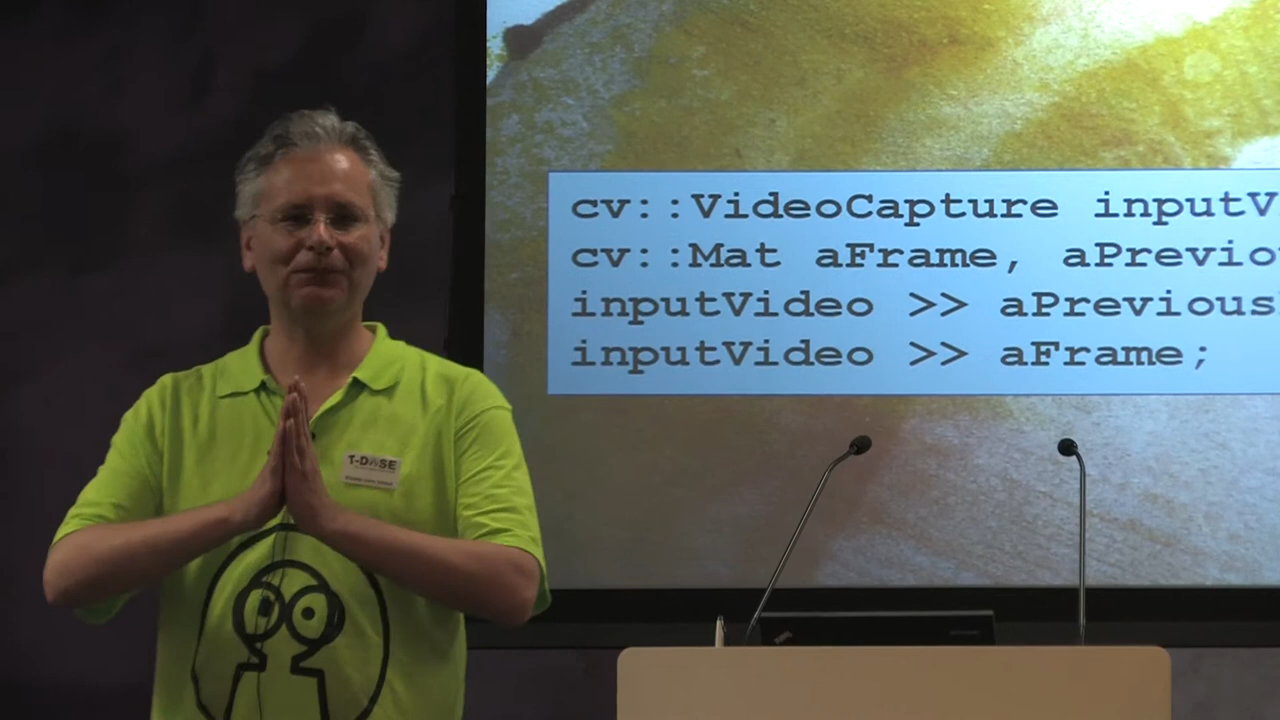 cv::VideoCapture inputV
cv::Mat aFrame, aPrevio
inputVideo >> aPrevious
inputVideo >> aFrame;
T-DOSE